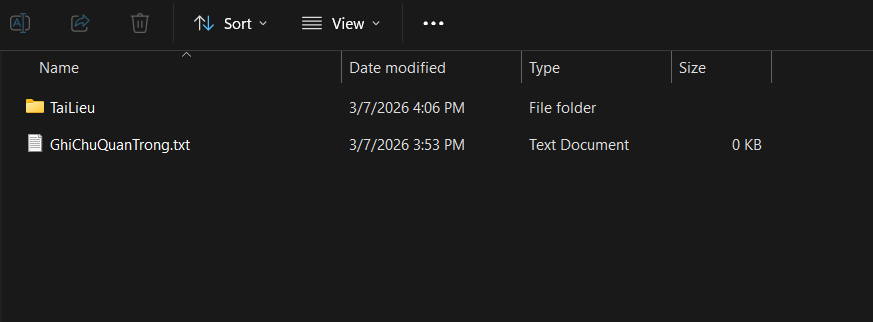 Sort View •••
Name Date modified Type Size
TaiLieu 3/7/2026 4:06 PM File folder
GhiChuQuanTrong.txt 3/7/2026 3:53 PM Text Document 0 KB